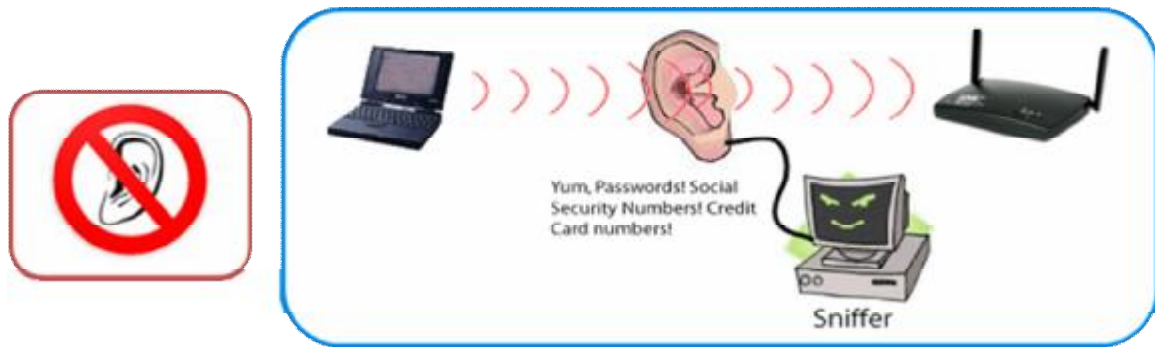 Yum, Passwords! Social
Security Numbers! Credit
Card numbers!
Sniffer